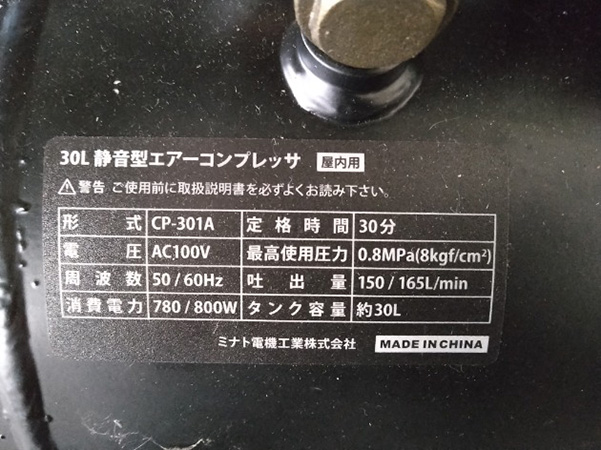 30L 静音型エアーコンプレッサ 屋内用
⚠警告 ご使用前に取扱説明書を必ずよくお読み下さい。
形式 CP-301A 定格時間 30分
電圧 AC100V 最高使用圧力 0.8MPa(8kgf/cm²)
周波数 50/60Hz 吐出量 150/165L/min
消費電力 780/800W タンク容量 約30L
ミナト電機工業株式会社 MADE IN CHINA